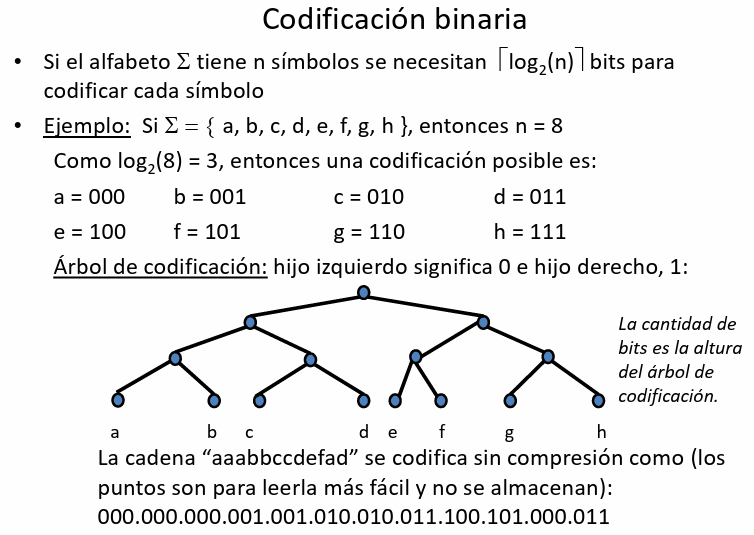 Codificación binaria
• Si el alfabeto Σ tiene n símbolos se necesitan ⌈log₂(n)⌉ bits para
codificar cada símbolo
• Ejemplo: Si Σ = { a, b, c, d, e, f, g, h }, entonces n = 8
Como log₂(8) = 3, entonces una codificación posible es:
a = 000 b = 001 c = 010 d = 011
e = 100 f = 101 g = 110 h = 111
Árbol de codificación: hijo izquierdo significa 0 e hijo derecho, 1:
La cantidad de
bits es la altura
del árbol de
codificación.
a b c d e f g h
La cadena “aaabbccdefad” se codifica sin compresión como (los
puntos son para leerla más fácil y no se almacenan):
000.000.000.001.001.010.010.011.100.101.000.011